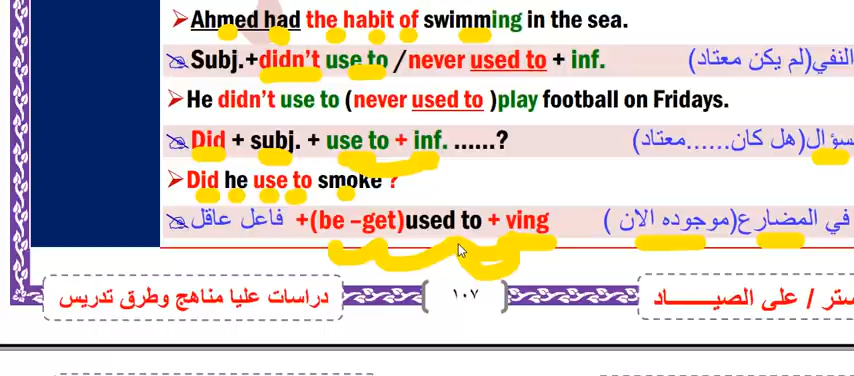 ➢Ahmed had the habit of swimming in the sea.
Subj.+didn’t use to /never used to + inf. النفي(لم يكن معتاد)
➢He didn’t use to (never used to )play football on Fridays.
Did + subj. + use to + inf. ......? سؤال(هل كان......معتاد)
➢Did he use to smoke ?
فاعل عاقل +(be –get)used to + ving في المضارع(موجوده الان )
دراسات عليا مناهج وطرق تدريس ١٠٧ ستر / على الصيـــــاد